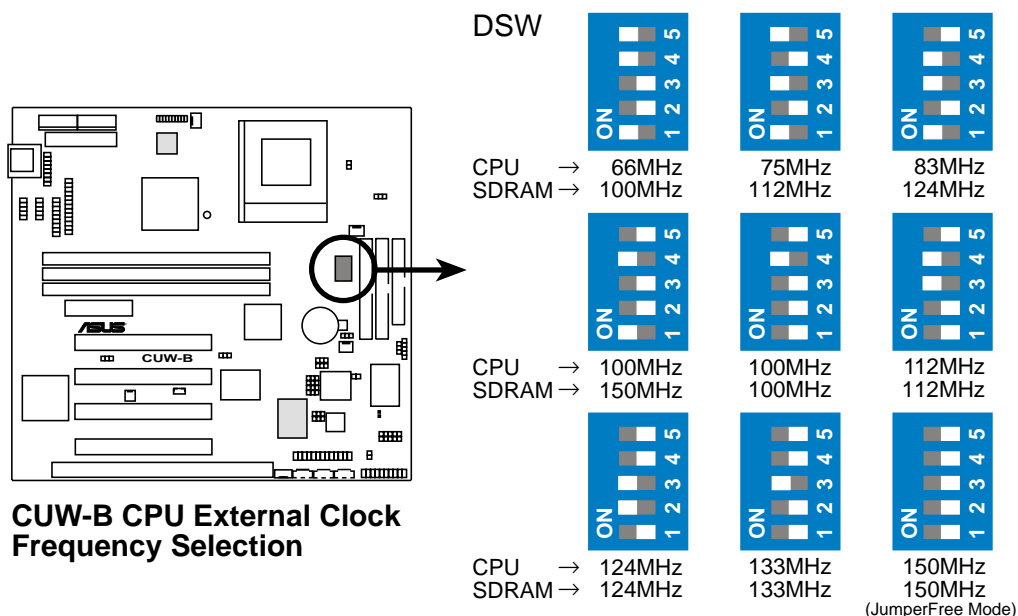 DSW
ON 1 2 3 4 5
ON 1 2 3 4 5
ON 1 2 3 4 5
CPU → 66MHz 75MHz 83MHz
SDRAM → 100MHz 112MHz 124MHz
ON 1 2 3 4 5
ON 1 2 3 4 5
ON 1 2 3 4 5
CPU → 100MHz 100MHz 112MHz
SDRAM → 150MHz 100MHz 112MHz
ON 1 2 3 4 5
ON 1 2 3 4 5
ON 1 2 3 4 5
CPU → 124MHz 133MHz 150MHz
SDRAM → 124MHz 133MHz 150MHz
(JumperFree Mode)
ASUS
CUW-B
CUW-B CPU External Clock
Frequency Selection